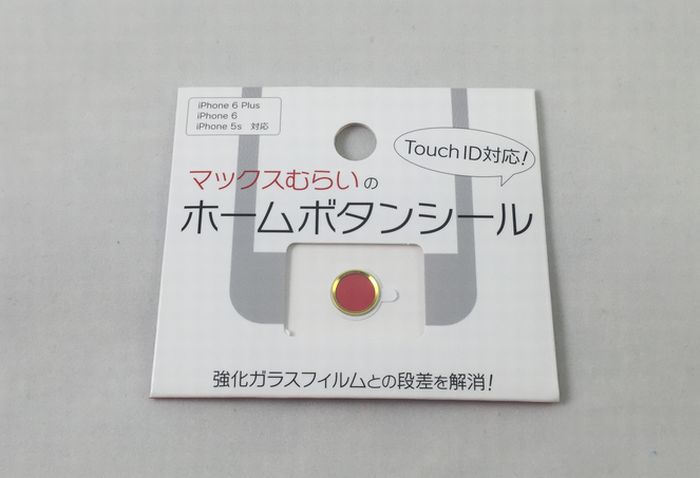 iPhone 6 Plus
iPhone 6
iPhone 5s 対応
Touch ID対応!
マックスむらいの
ホームボタンシール
強化ガラスフィルムとの段差を解消!